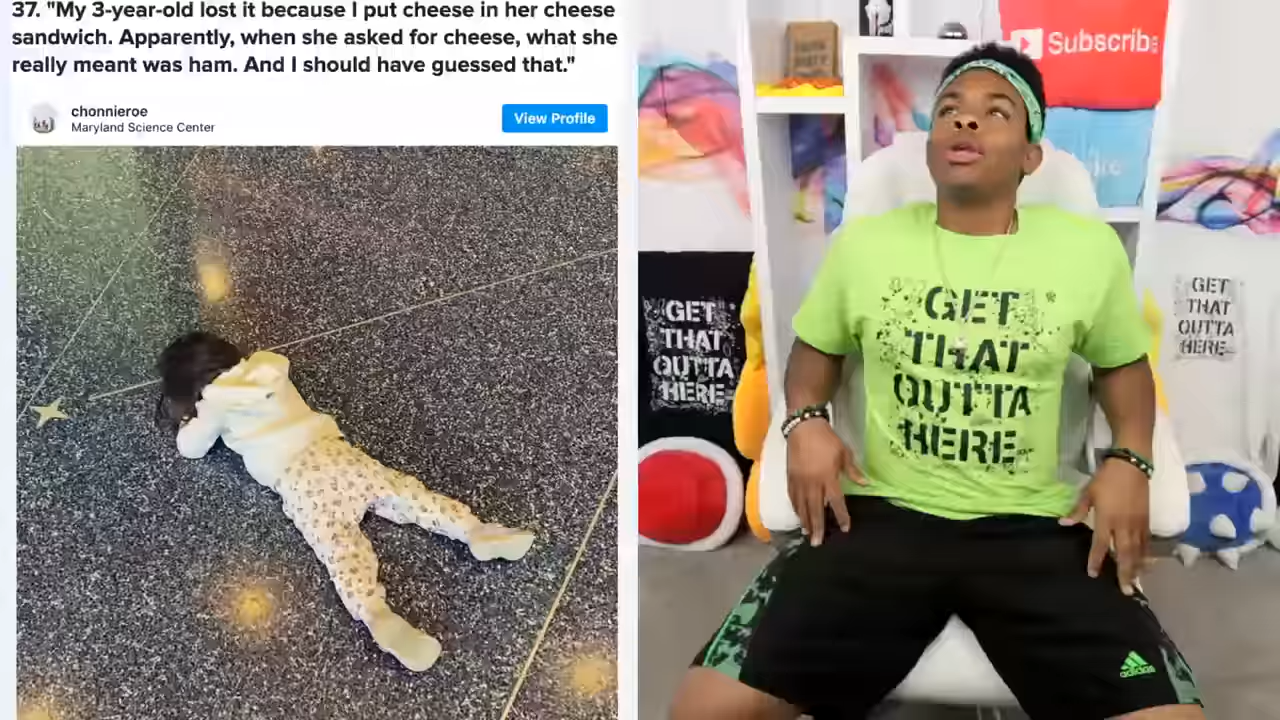 37. "My 3-year-old lost it because I put cheese in her cheese
sandwich. Apparently, when she asked for cheese, what she
really meant was ham. And I should have guessed that."
chonnieroe
Maryland Science Center
View Profile
Subscribe
GET
THAT
OUTTA
HERE
GET
THAT
OUTTA
HERE
GET
THAT
OUTTA
HERE
adidas